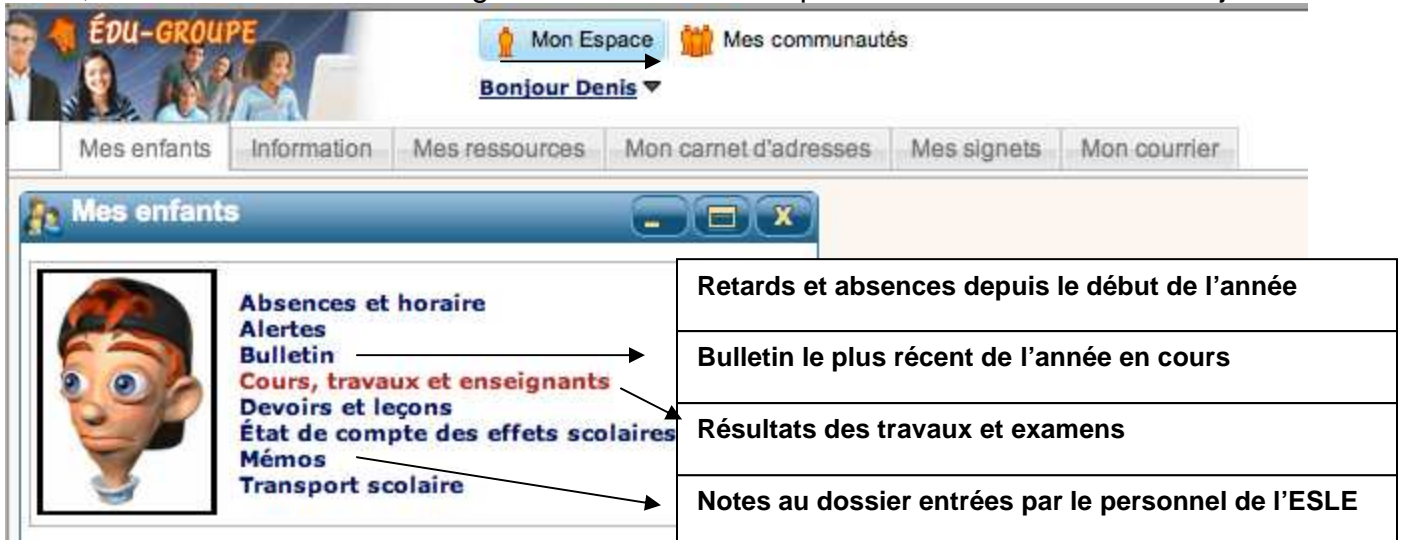 ÉDU-GROUPE
Mon Espace Mes communautés
Bonjour Denis
Mes enfants Information Mes ressources Mon carnet d'adresses Mes signets Mon courrier
Mes enfants
Absences et horaire
Alertes
Bulletin
Cours, travaux et enseignants
Devoirs et leçons
État de compte des effets scolaires
Mémos
Transport scolaire
Retards et absences depuis le début de l'année
Bulletin le plus récent de l'année en cours
Résultats des travaux et examens
Notes au dossier entrées par le personnel de l'ESLE